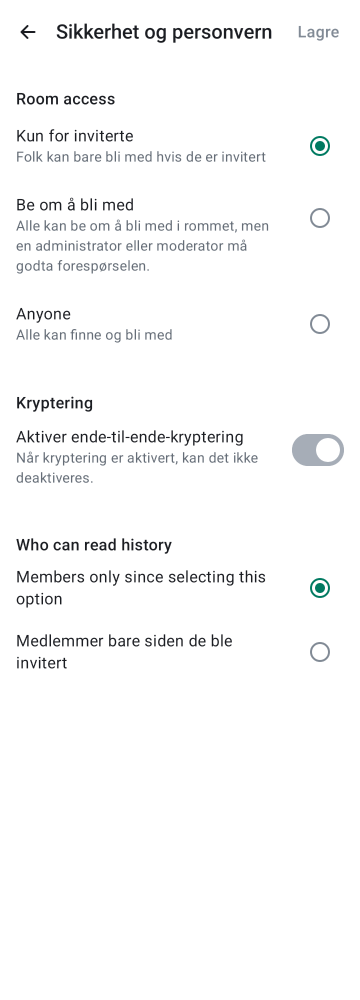 Sikkerhet og personvern
Lagre
Room access
Kun for inviterte
Folk kan bare bli med hvis de er invitert
Be om å bli med
Alle kan be om å bli med i rommet, men
en administrator eller moderator må
godta forespørselen.
Anyone
Alle kan finne og bli med
Kryptering
Aktiver ende-til-ende-kryptering
Når kryptering er aktivert, kan det ikke
deaktiveres.
Who can read history
Members only since selecting this
option
Medlemmer bare siden de ble
invitert